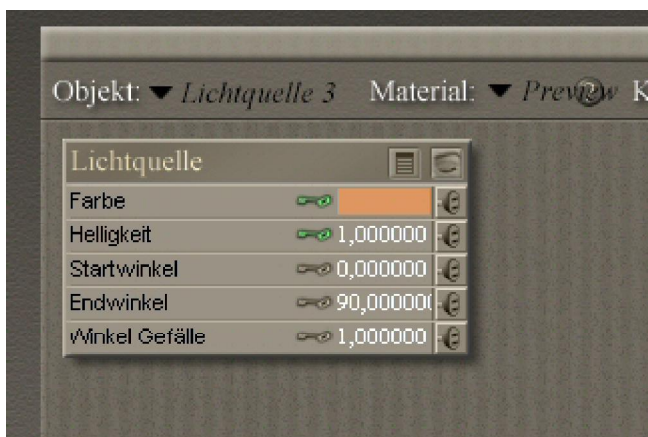 Objekt: Lichtquelle 3 Material: Preview K
Lichtquelle
Farbe
Helligkeit 1,000000
Startwinkel 0,000000
Endwinkel 90,000000
Winkel Gefälle 1,000000